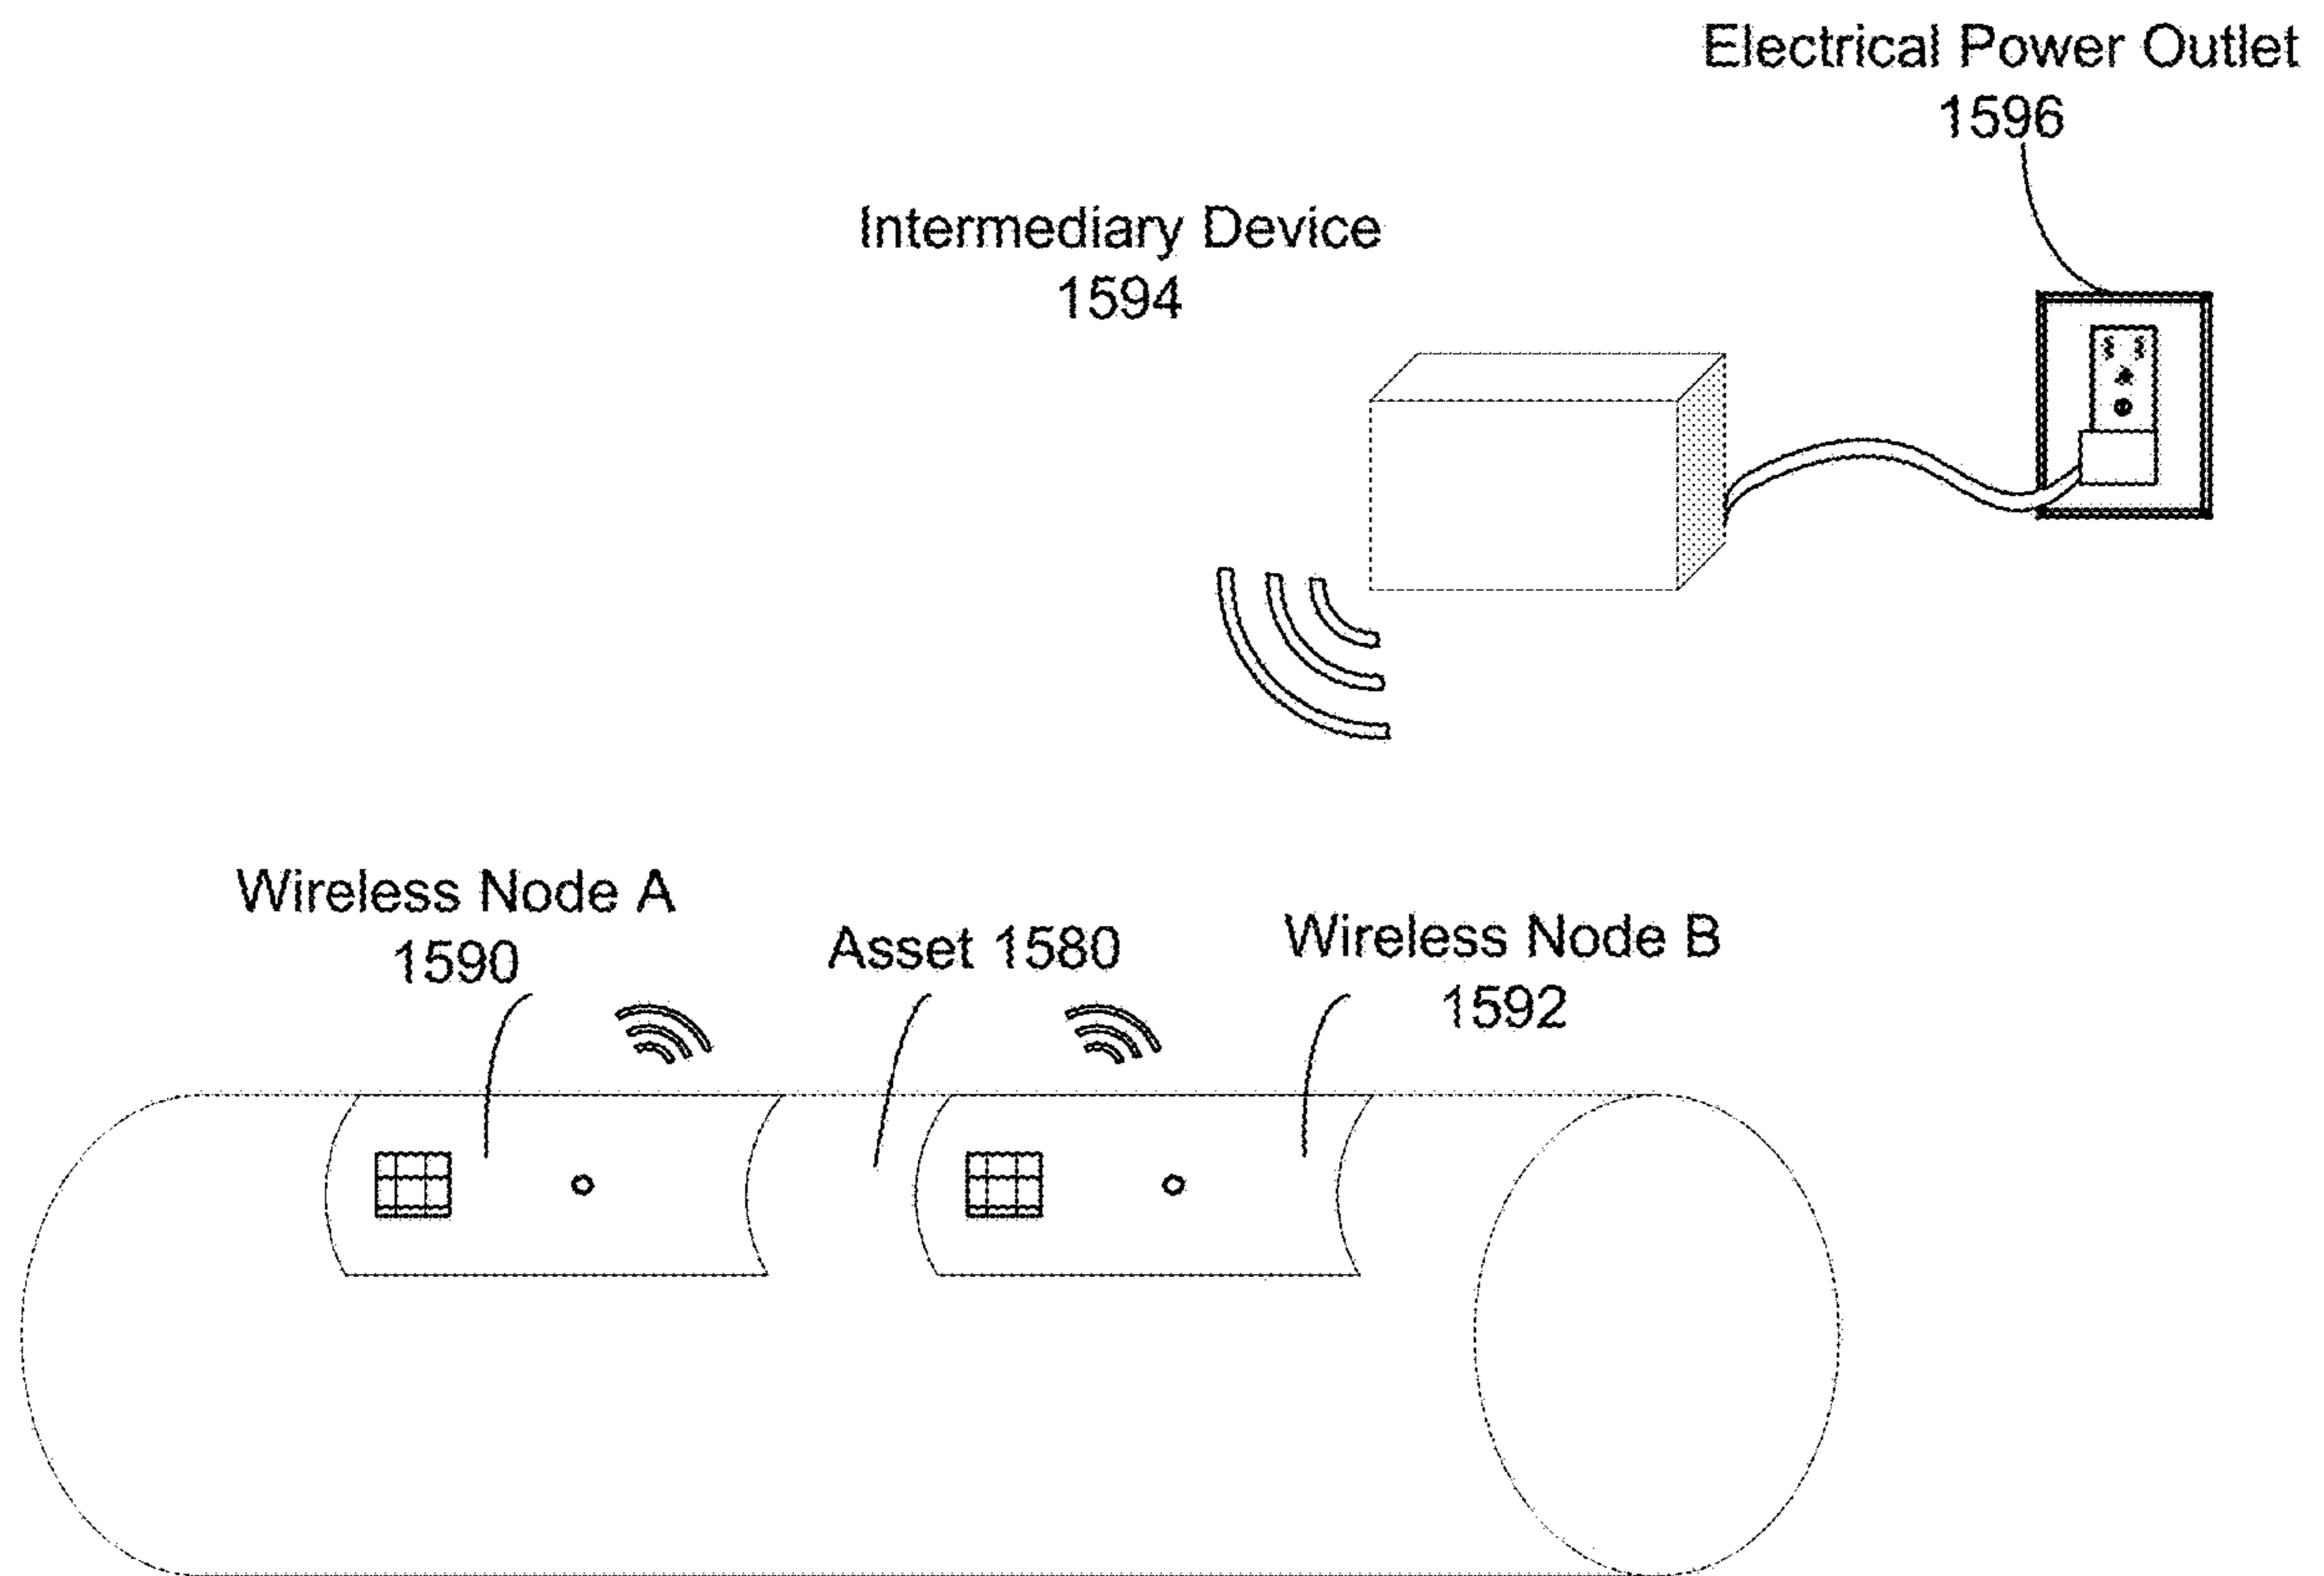 Electrical Power Outlet
1596
Intermediary Device
1594
Wireless Node A
1590
Asset 1580
Wireless Node B
1592